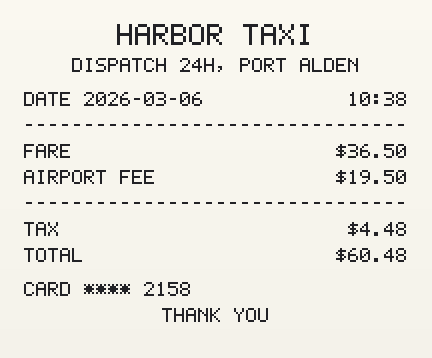 HARBOR TAXI
DISPATCH 24H, PORT ALDEN
DATE 2026-03-06 10:38
--------------------------------
FARE $36.50
AIRPORT FEE $19.50
--------------------------------
TAX $4.48
TOTAL $60.48
CARD **** 2158
THANK YOU